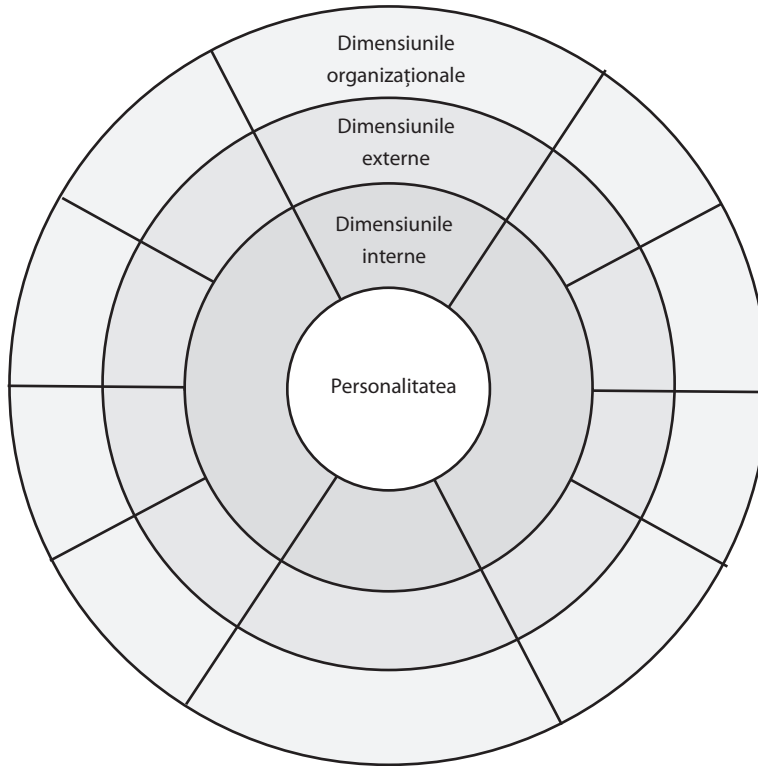 Dimensiunile
organizaționale
Dimensiunile
externe
Dimensiunile
interne
Personalitatea